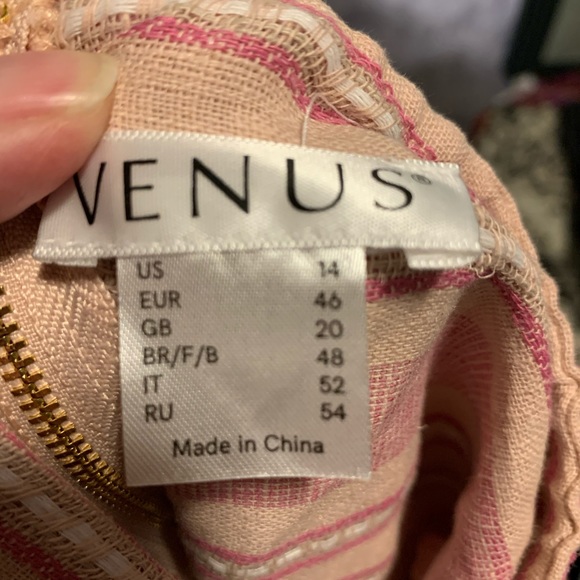 VENUS®
US 14
EUR 46
GB 20
BR/F/B 48
IT 52
RU 54
Made in China